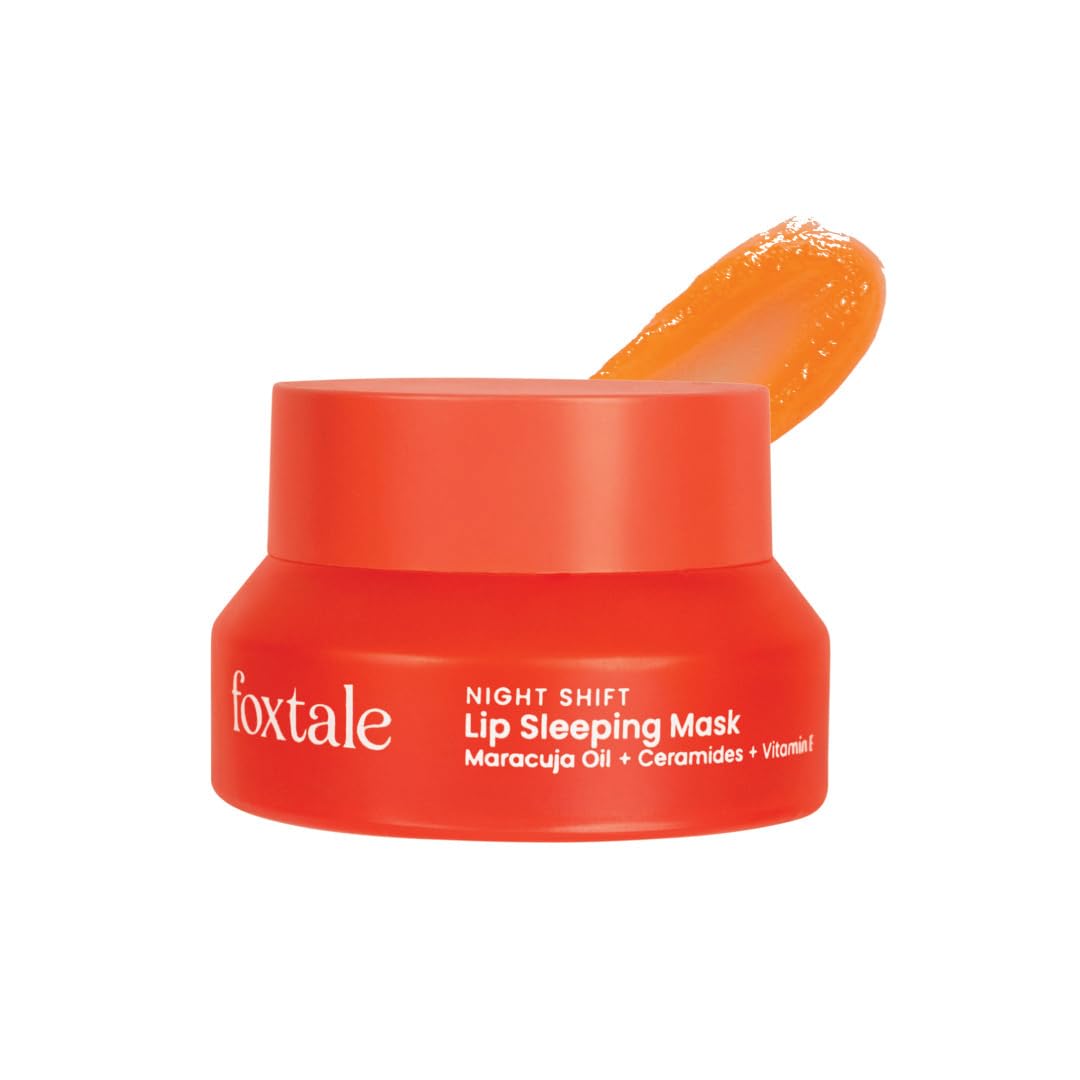 foxtale
NIGHT SHIFT
Lip Sleeping Mask
Maracuja Oil + Ceramides + Vitamin E